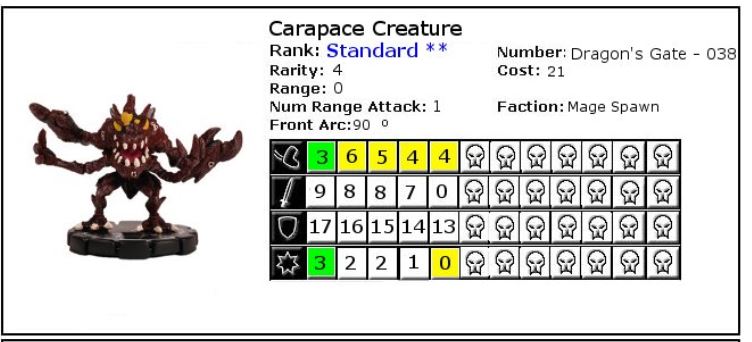 Carapace Creature
Rank: Standard ** Number: Dragon's Gate - 038
Rarity: 4 Cost: 21
Range: 0
Num Range Attack: 1 Faction: Mage Spawn
Front Arc:90 º
3 6 5 4 4
9 8 8 7 0
17 16 15 14 13
3 2 2 1 0